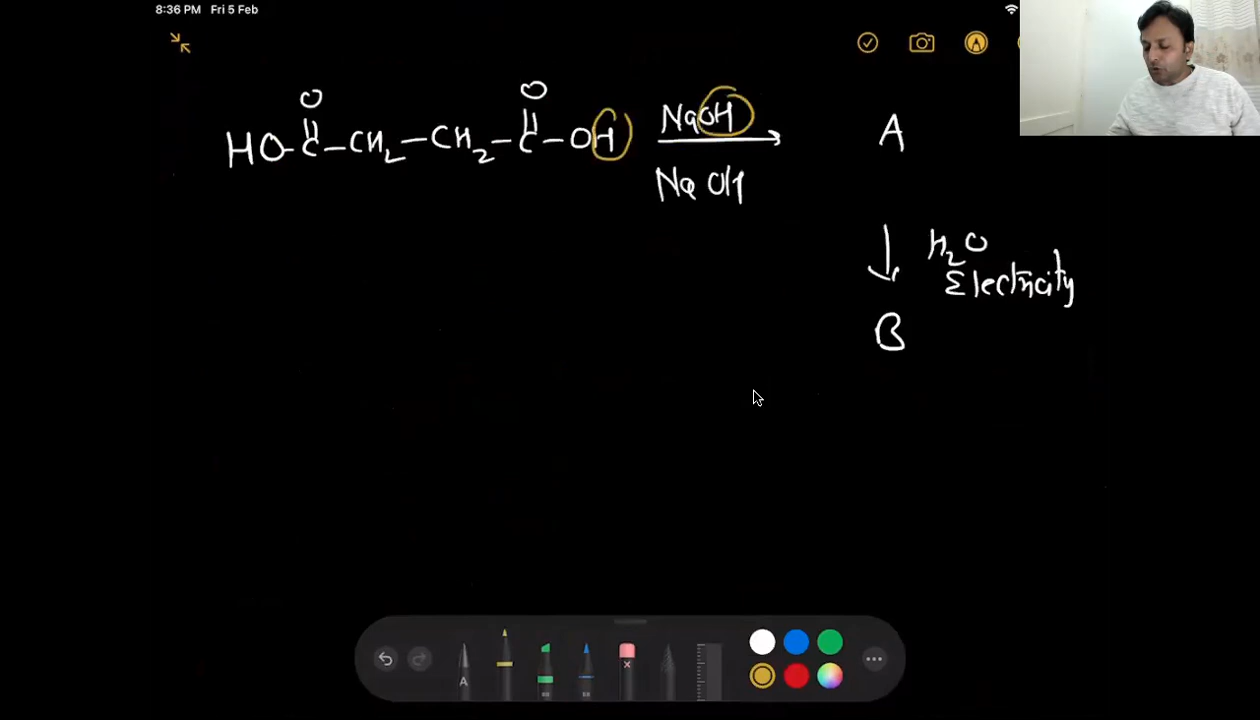 8:36 PM Fri 5 Feb
O O
HO-C-CH2-CH2-C-OH NaOH A
NaOH
H2O
Electricity
B
A